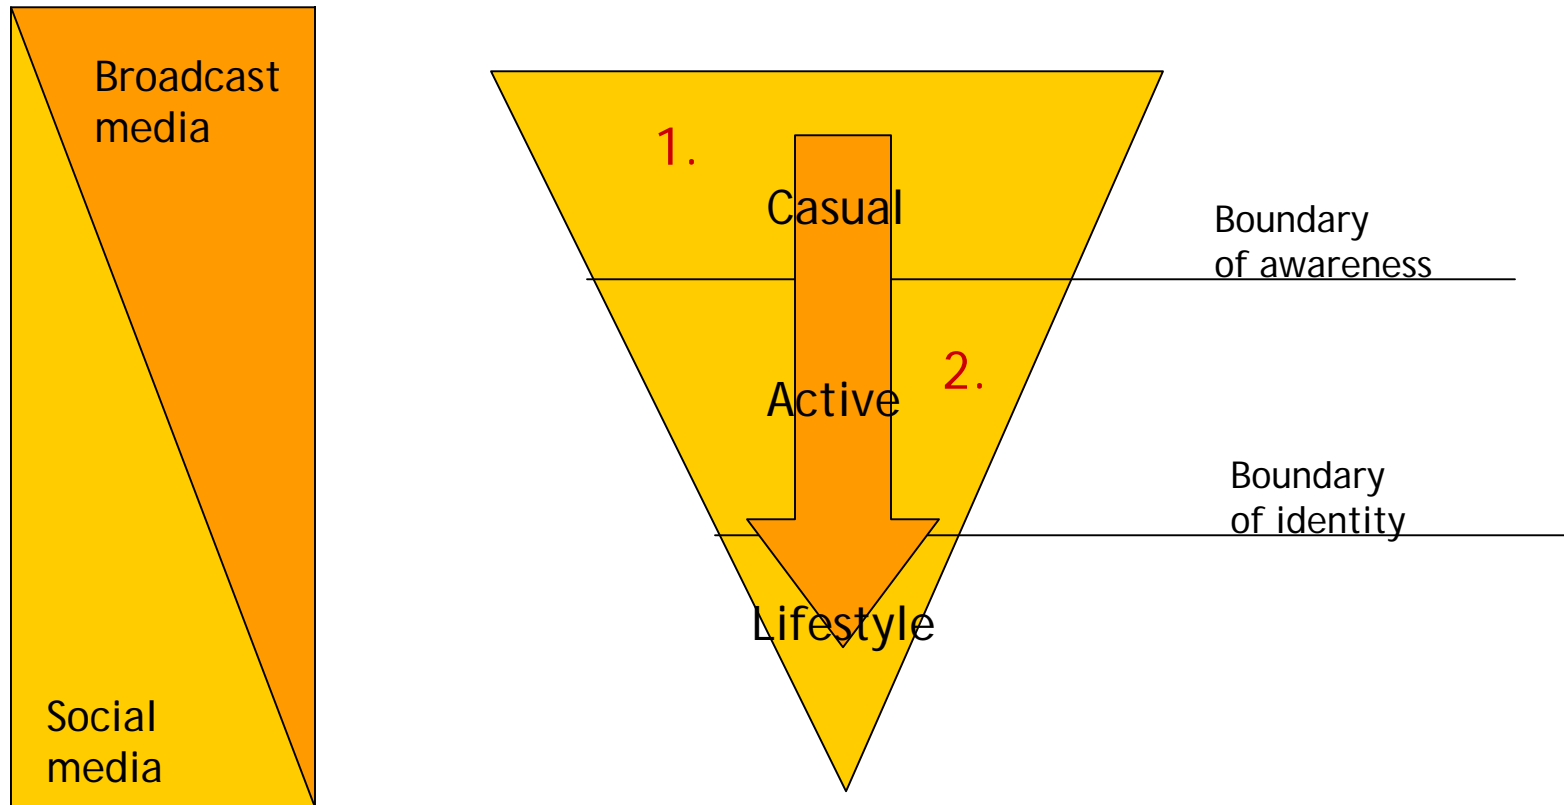 Broadcast
media
1.
Casual
Boundary
of awareness
2.
Active
Boundary
of identity
Lifestyle
Social
media